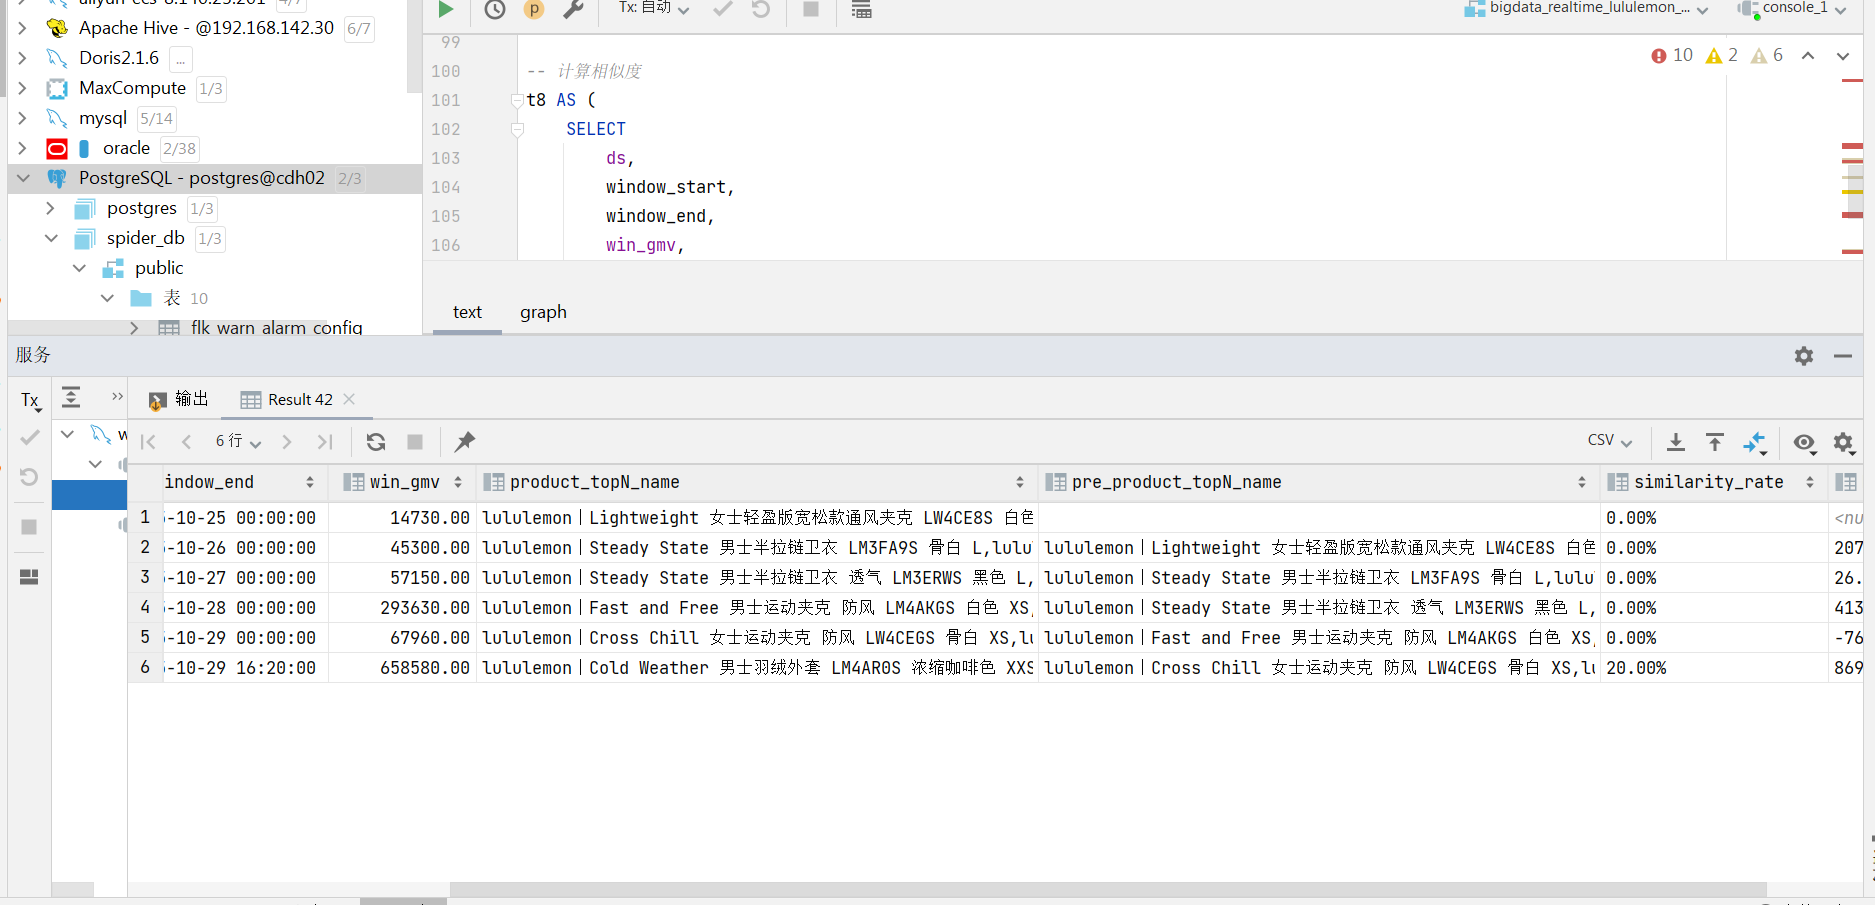 aliyun-ecs-8.140.25.201 4/7
Apache Hive - @192.168.142.30 6/7
Doris2.1.6 ...
MaxCompute 1/3
mysql 5/14
oracle 2/38
PostgreSQL - postgres@cdh02 2/3
postgres 1/3
spider_db 1/3
public
表 10
flk_warn_alarm_config
Tx: 自动
bigdata_realtime_lululemon_...
console_1
10 2 6
99
100 -- 计算相似度
101 t8 AS (
102 SELECT
103 ds,
104 window_start,
105 window_end,
106 win_gmv,
text graph
服务
Tx
输出 Result 42
6 行
CSV
indow_end win_gmv product_topN_name pre_product_topN_name similarity_rate
1 -10-25 00:00:00 14730.00 lululemon丨Lightweight 女士轻盈版宽松款通风夹克 LW4CE8S 白色 0.00% <nu
2 -10-26 00:00:00 45300.00 lululemon丨Steady State 男士半拉链卫衣 LM3FA9S 骨白 L,lulu lululemon丨Lightweight 女士轻盈版宽松款通风夹克 LW4CE8S 白色 0.00% 207
3 -10-27 00:00:00 57150.00 lululemon丨Steady State 男士半拉链卫衣 透气 LM3ERWS 黑色 L, lululemon丨Steady State 男士半拉链卫衣 LM3FA9S 骨白 L,lulu 0.00% 26.
4 -10-28 00:00:00 293630.00 lululemon丨Fast and Free 男士运动夹克 防风 LM4AKGS 白色 XS, lululemon丨Steady State 男士半拉链卫衣 透气 LM3ERWS 黑色 L, 0.00% 413
5 -10-29 00:00:00 67960.00 lululemon丨Cross Chill 女士运动夹克 防风 LW4CEGS 骨白 XS,lu lululemon丨Fast and Free 男士运动夹克 防风 LM4AKGS 白色 XS, 0.00% -76
6 -10-29 16:20:00 658580.00 lululemon丨Cold Weather 男士羽绒外套 LM4AR0S 浓缩咖啡色 XXS lululemon丨Cross Chill 女士运动夹克 防风 LW4CEGS 骨白 XS,lu 20.00% 869